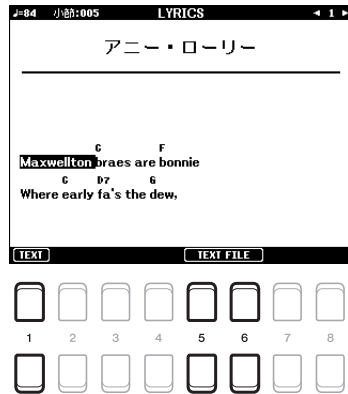 ♩=84 小節:005 LYRICS ◀ 1 ▶
アニー・ローリー
C F
Maxwellton braes are bonnie
C D7 G
Where early fa's the dew,
TEXT TEXT FILE
1 2 3 4 5 6 7 8